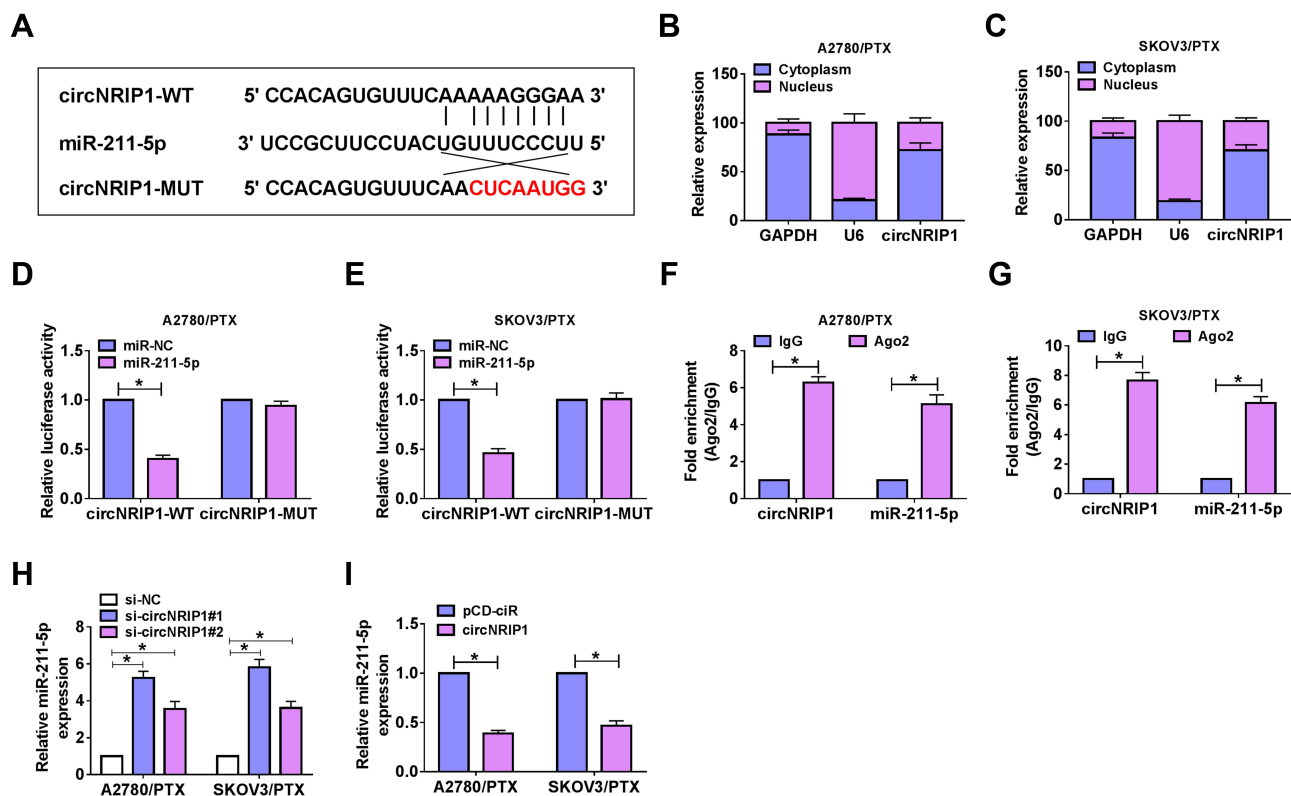 A
circNRIP1-WT 5' CCACAGUGUUUCAAAAAGGGAA 3'
miR-211-5p 3' UCCGCUUCCUACUGUUUCCCUU 5'
circNRIP1-MUT 5' CCACAGUGUUUCAACUCAAUGG 3'
B
A2780/PTX
Cytoplasm
Nucleus
Relative expression
150
100
50
0
GAPDH U6 circNRIP1
C
SKOV3/PTX
Cytoplasm
Nucleus
Relative expression
150
100
50
0
GAPDH U6 circNRIP1
D
A2780/PTX
miR-NC
miR-211-5p
Relative luciferase activity
1.5
1.0
0.5
0.0
*
circNRIP1-WT circNRIP1-MUT
E
SKOV3/PTX
miR-NC
miR-211-5p
Relative luciferase activity
1.5
1.0
0.5
0.0
*
circNRIP1-WT circNRIP1-MUT
F
A2780/PTX
IgG Ago2
Fold enrichment
(Ago2/IgG)
8
6
4
2
0
* *
circNRIP1 miR-211-5p
G
SKOV3/PTX
IgG Ago2
Fold enrichment
(Ago2/IgG)
10
8
6
4
2
0
* *
circNRIP1 miR-211-5p
H
si-NC
si-circNRIP1#1
si-circNRIP1#2
Relative miR-211-5p
expression
8
6
4
2
0
* * * *
A2780/PTX SKOV3/PTX
I
pCD-ciR
circNRIP1
Relative miR-211-5p
expression
1.5
1.0
0.5
0.0
* *
A2780/PTX SKOV3/PTX